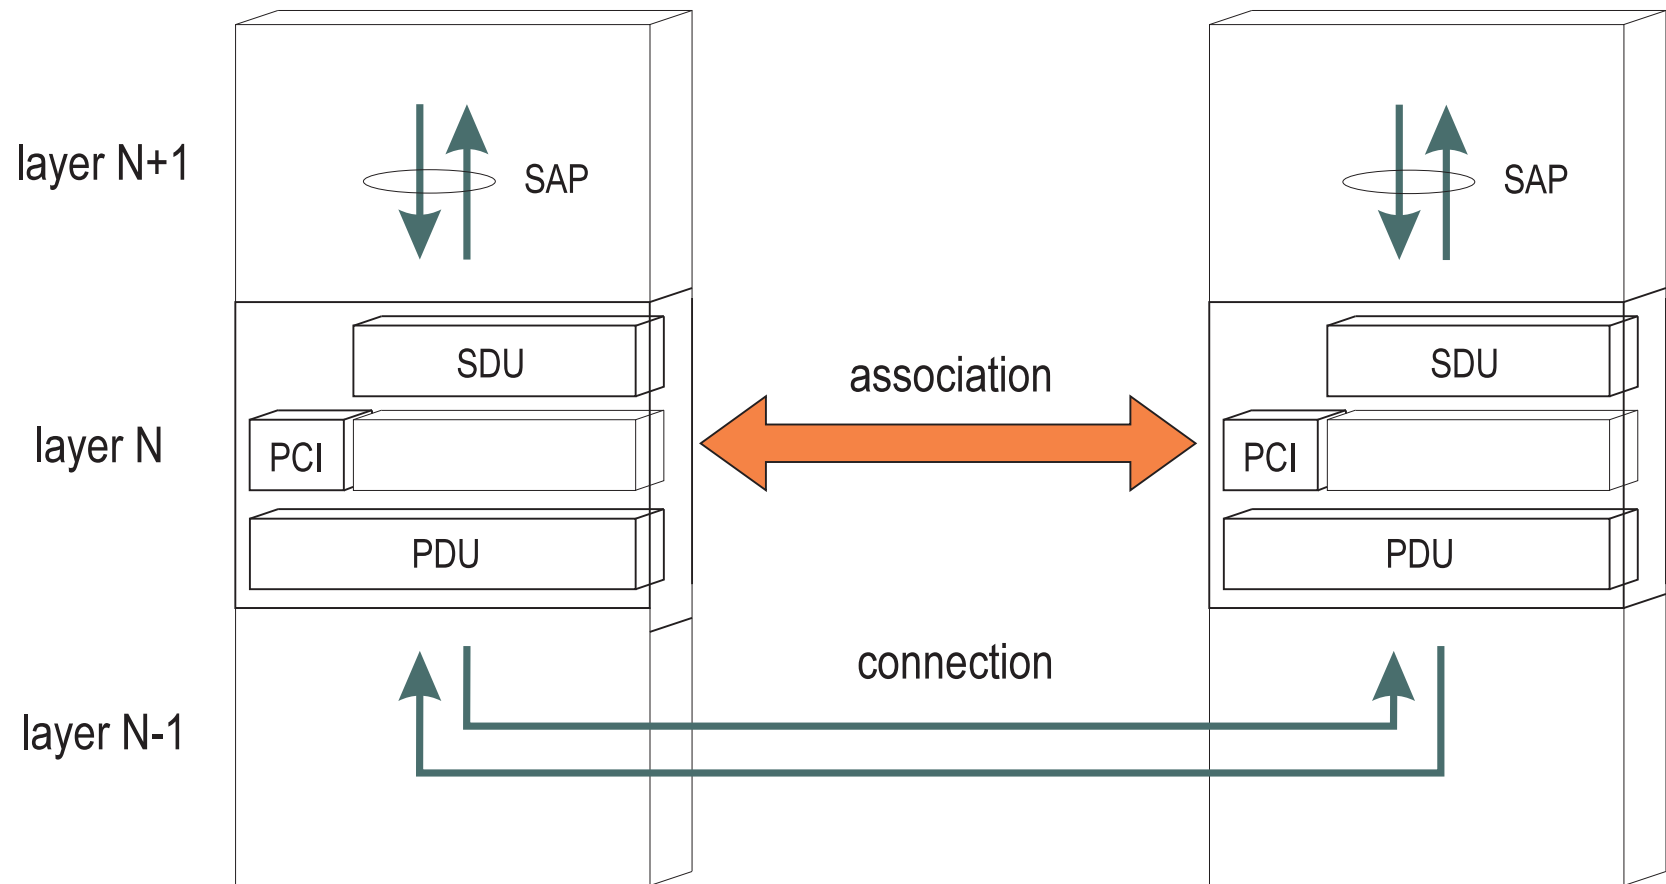 layer N+1
SAP
SAP
SDU
SDU
association
layer N
PCI
PCI
PDU
PDU
connection
layer N-1